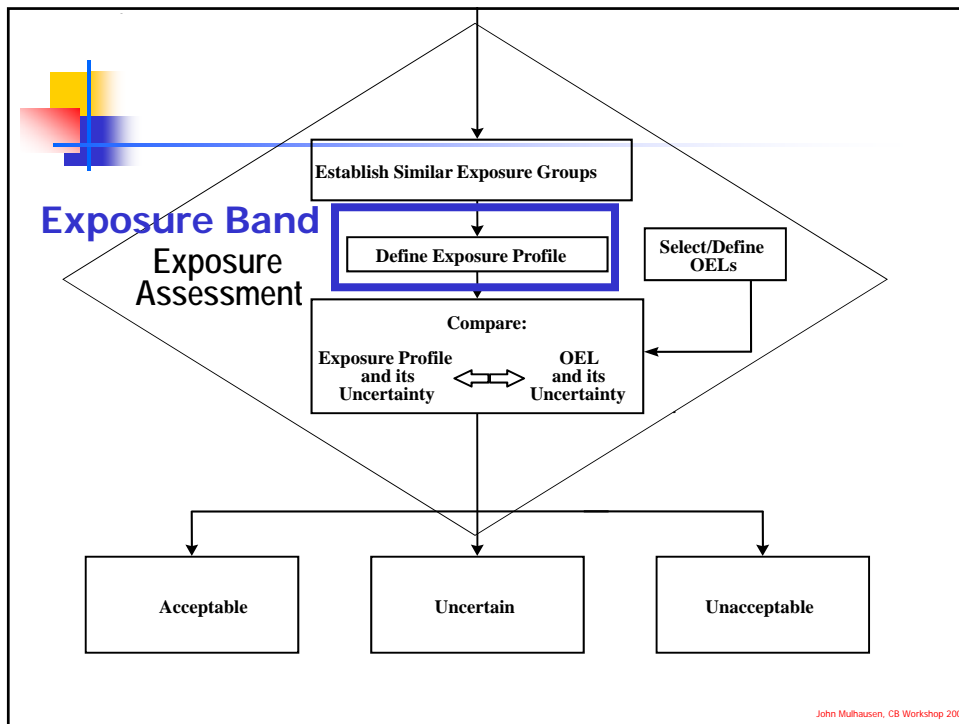 Establish Similar Exposure Groups
Exposure Band
Exposure
Assessment
Define Exposure Profile
Select/Define
OELs
Compare:
Exposure Profile
and its
Uncertainty
OEL
and its
Uncertainty
Acceptable
Uncertain
Unacceptable
John Mulhausen, CB Workshop 200